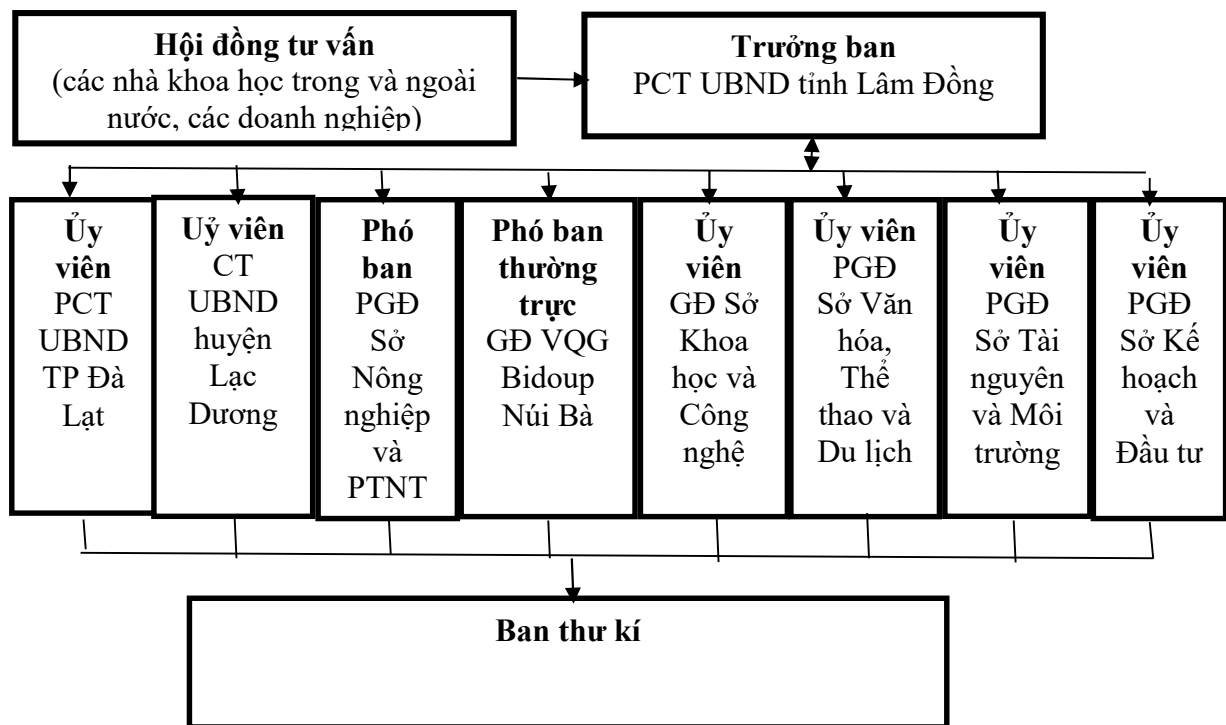 Hội đồng tư vấn
(các nhà khoa học trong và ngoài
nước, các doanh nghiệp)
Trưởng ban
PCT UBND tỉnh Lâm Đồng
Ủy
viên
PCT
UBND
TP Đà
Lạt
Uỷ viên
CT
UBND
huyện
Lạc
Dương
Phó
ban
PGĐ
Sở
Nông
nghiệp
và
PTNT
Phó ban
thường
trực
GĐ VQG
Bidoup
Núi Bà
Ủy
viên
GĐ Sở
Khoa
học và
Công
nghệ
Ủy viên
PGĐ
Sở Văn
hóa,
Thể
thao và
Du lịch
Ủy
viên
PGĐ
Sở Tài
nguyên
và Môi
trường
Ủy
viên
PGĐ
Sở Kế
hoạch
và
Đầu tư
Ban thư kí